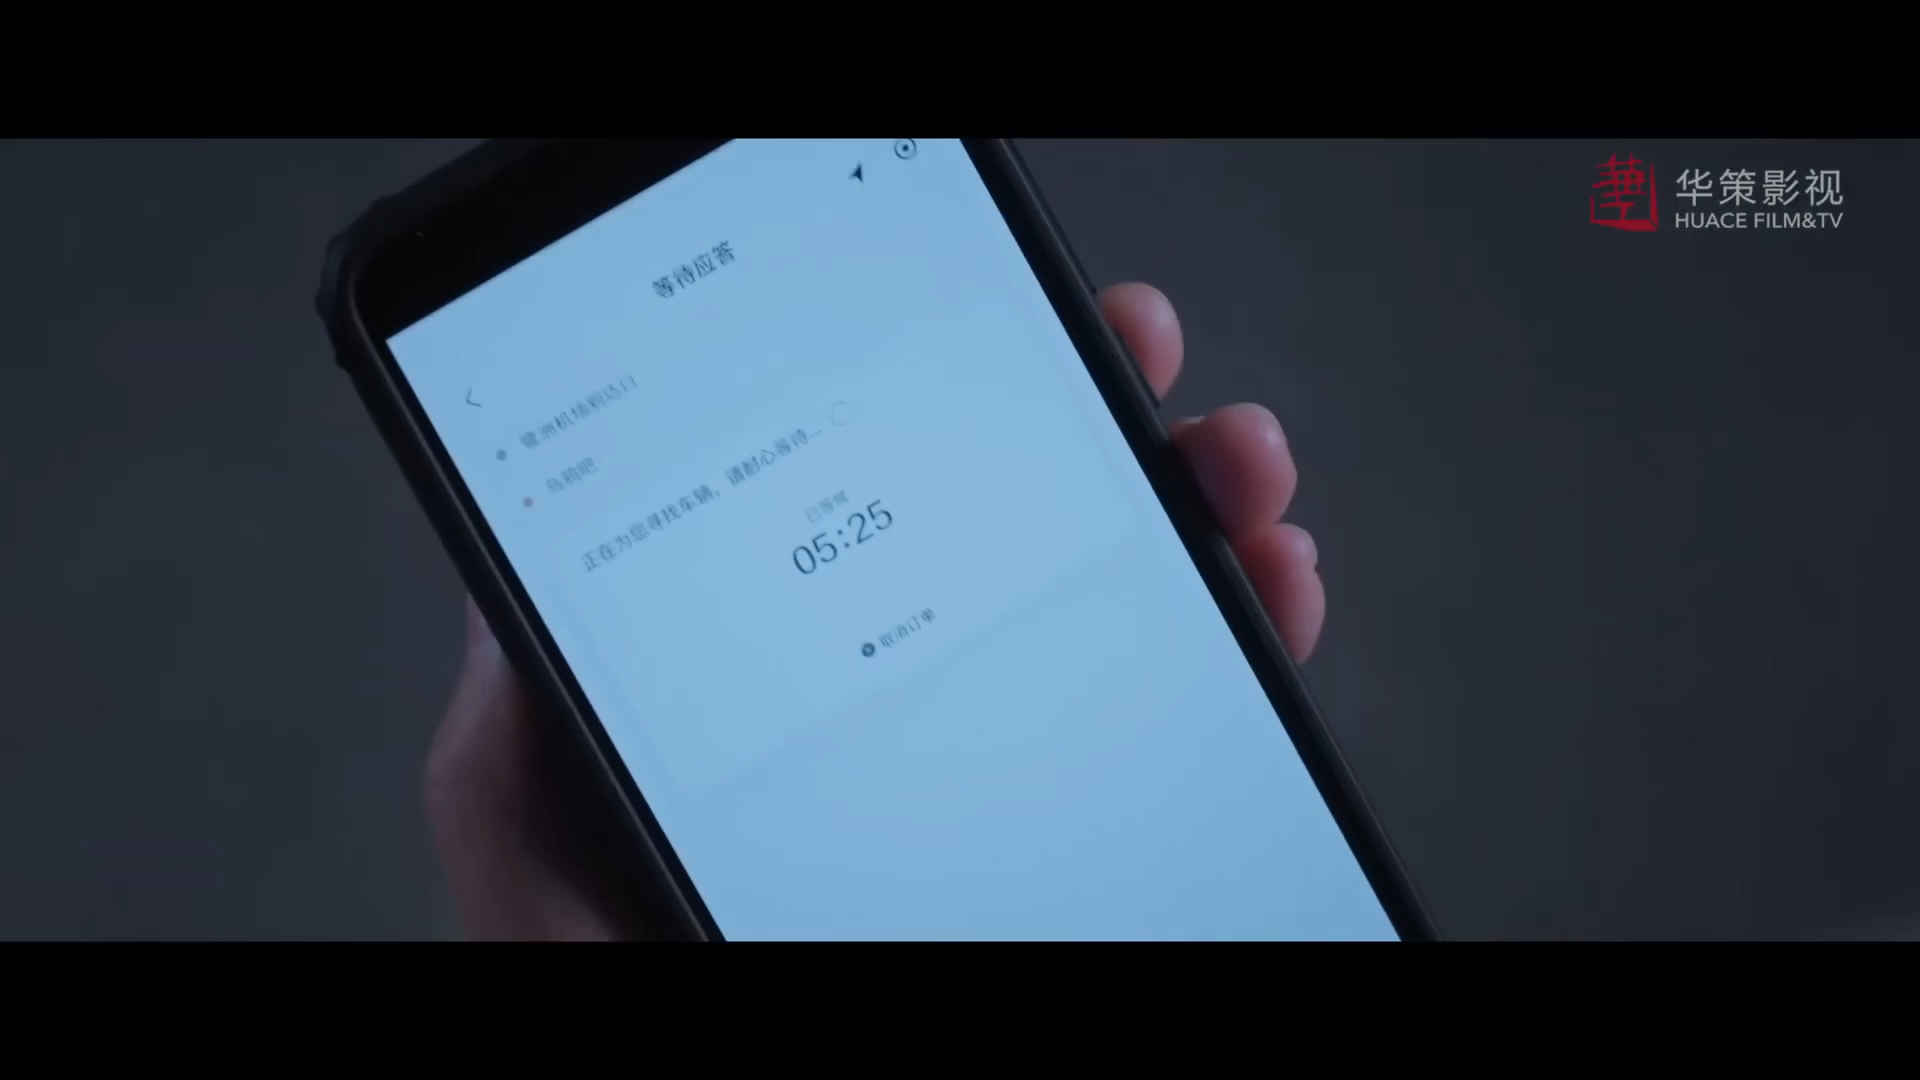 华策影视
HUACE FILM&TV
等待应答
鹭洲机场到达口
乌鸦吧
正在为您寻找车辆，请耐心等待...
已等候
05:25
取消订单